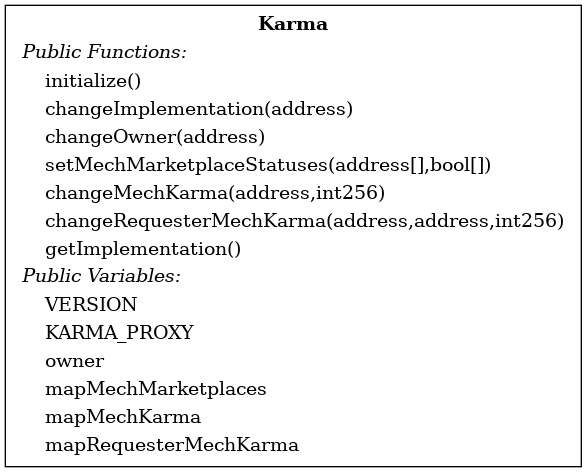 Karma
Public Functions:
initialize()
changeImplementation(address)
changeOwner(address)
setMechMarketplaceStatuses(address[],bool[])
changeMechKarma(address,int256)
changeRequesterMechKarma(address,address,int256)
getImplementation()
Public Variables:
VERSION
KARMA_PROXY
owner
mapMechMarketplaces
mapMechKarma
mapRequesterMechKarma